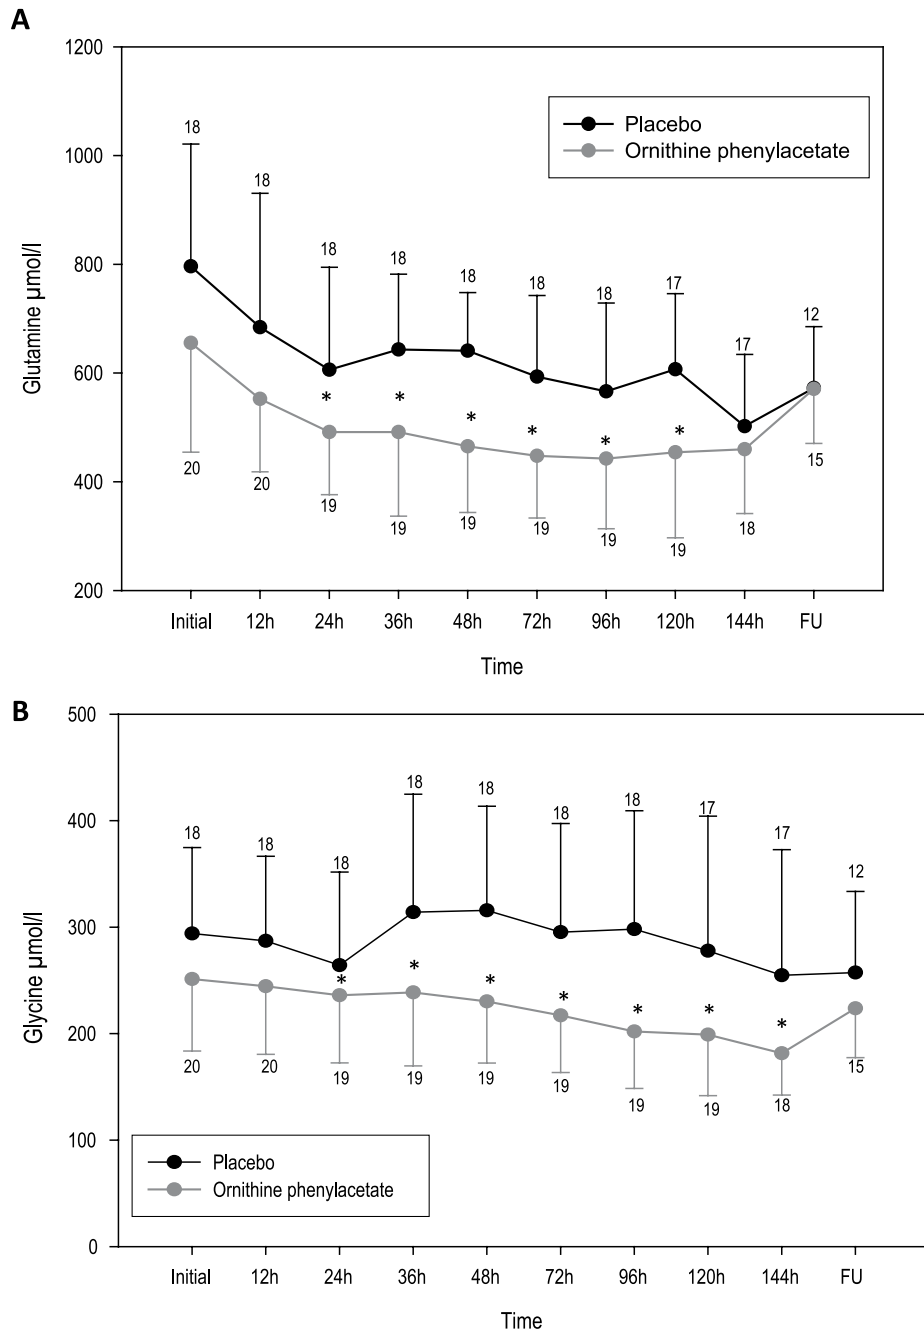 A
1200
1000
800
600
400
200
Glutamine µmol/l
Placebo
Ornithine phenylacetate
18 18 18 18 18 18 18 17 17 12
* * * * * * *
20 20 19 19 19 19 19 19 18 15
Initial 12h 24h 36h 48h 72h 96h 120h 144h FU
Time
B
500
400
300
200
100
0
Glycine µmol/l
18 18 18 18 18 18 18 17 17 12
* * * * * * * *
20 20 19 19 19 19 19 19 18 15
Placebo
Ornithine phenylacetate
Initial 12h 24h 36h 48h 72h 96h 120h 144h FU
Time